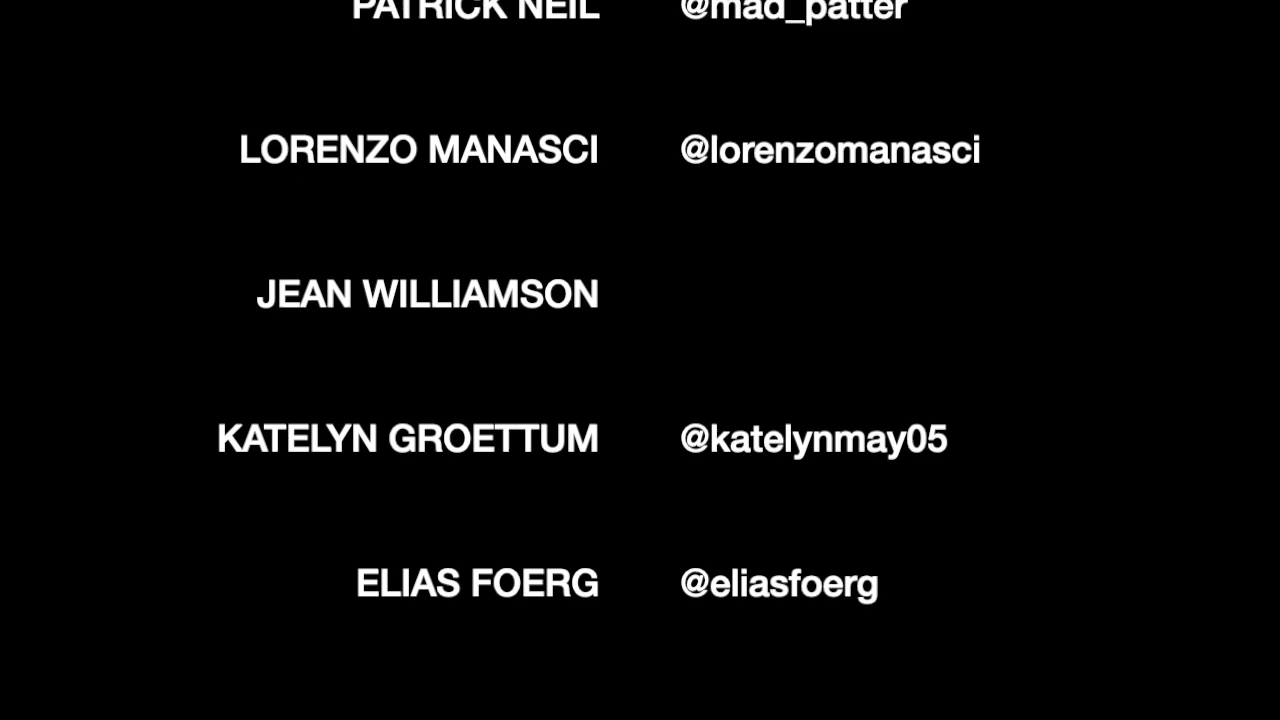 PATRICK NEIL @mad_patter
LORENZO MANASCI @lorenzomanasci
JEAN WILLIAMSON
KATELYN GROETTUM @katelynmay05
ELIAS FOERG @eliasfoerg